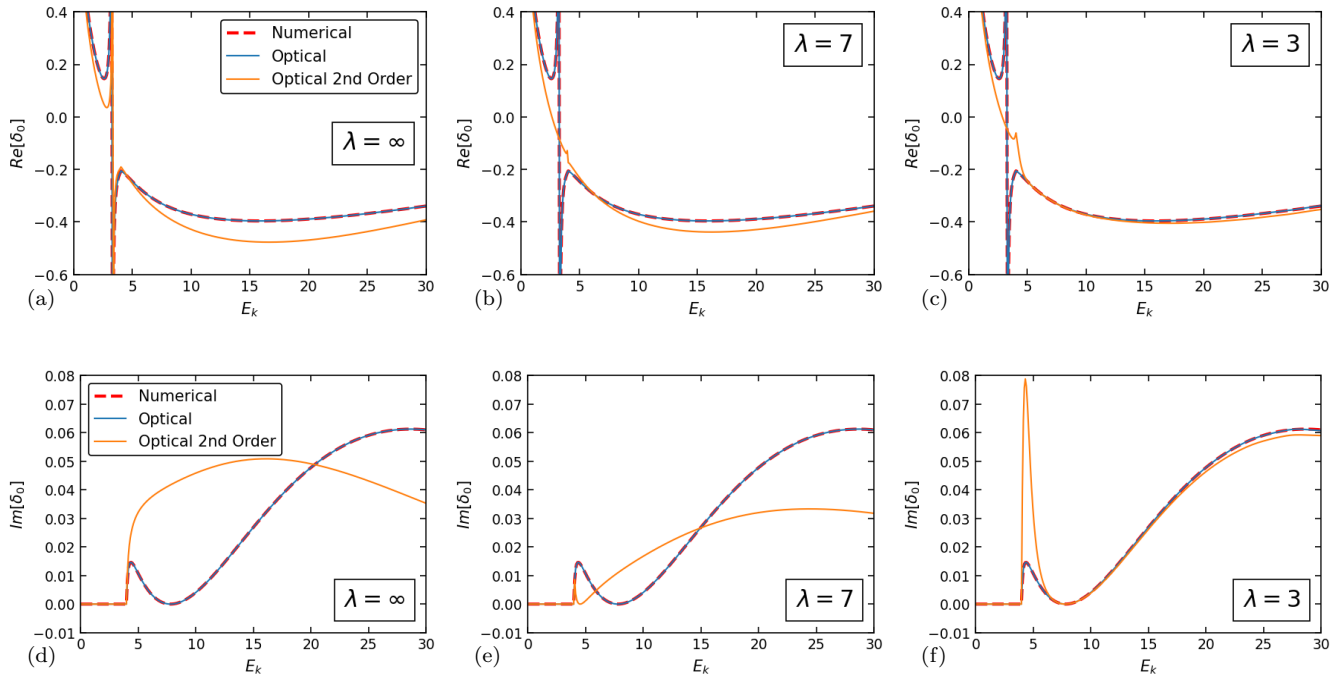 0.4
0.2
0.0
−0.2
−0.4
−0.6
Re[δ₀]
Numerical
Optical
Optical 2nd Order
λ = ∞
0 5 10 15 20 25 30
(a)
E_k
0.4
0.2
0.0
−0.2
−0.4
−0.6
Re[δ₀]
λ = 7
0 5 10 15 20 25 30
(b)
E_k
0.4
0.2
0.0
−0.2
−0.4
−0.6
Re[δ₀]
λ = 3
0 5 10 15 20 25 30
(c)
E_k
0.08
0.07
0.06
0.05
0.04
0.03
0.02
0.01
0.00
−0.01
Im[δ₀]
Numerical
Optical
Optical 2nd Order
λ = ∞
0 5 10 15 20 25 30
(d)
E_k
0.08
0.07
0.06
0.05
0.04
0.03
0.02
0.01
0.00
−0.01
Im[δ₀]
λ = 7
0 5 10 15 20 25 30
(e)
E_k
0.08
0.07
0.06
0.05
0.04
0.03
0.02
0.01
0.00
−0.01
Im[δ₀]
λ = 3
0 5 10 15 20 25 30
(f)
E_k